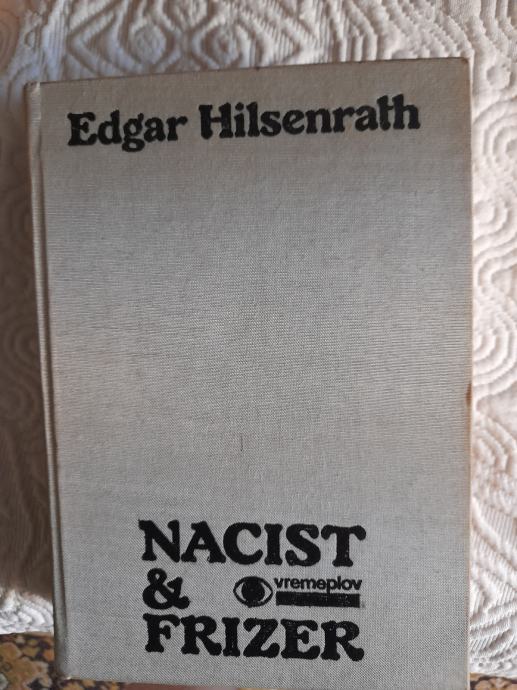 Edgar Hilsenrath
NACIST
& vremeplov
FRIZER